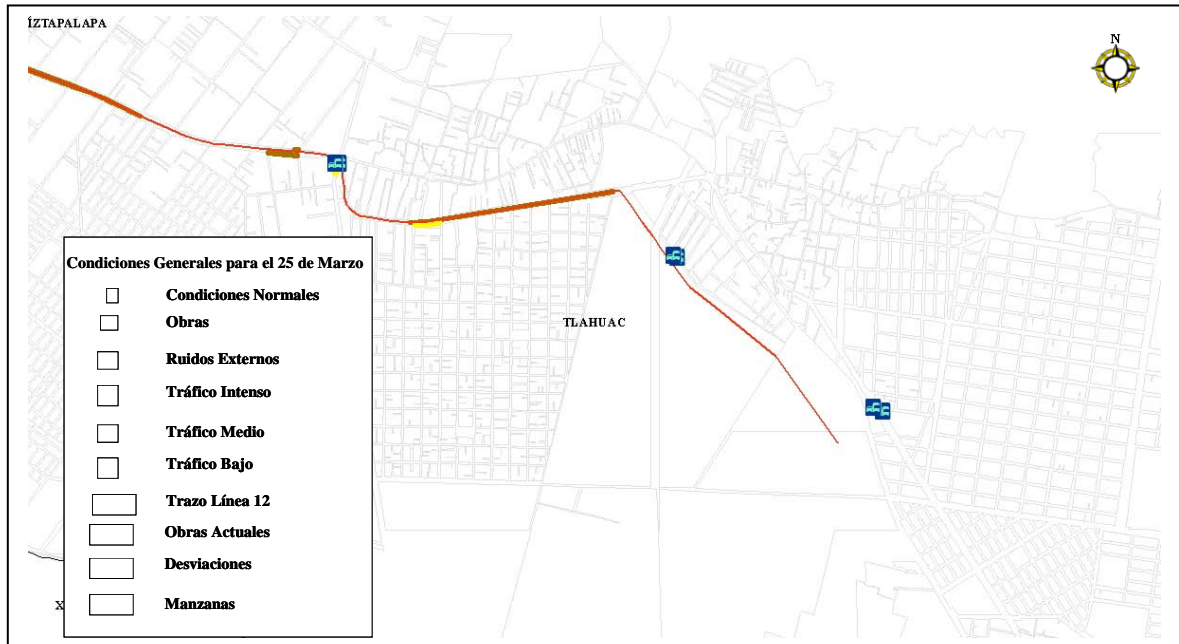 ÍZTAPALAPA
N
Condiciones Generales para el 25 de Marzo
Condiciones Normales
Obras
Ruidos Externos
Tráfico Intenso
Tráfico Medio
Tráfico Bajo
Trazo Línea 12
Obras Actuales
Desviaciones
Manzanas
TLAHUAC
X